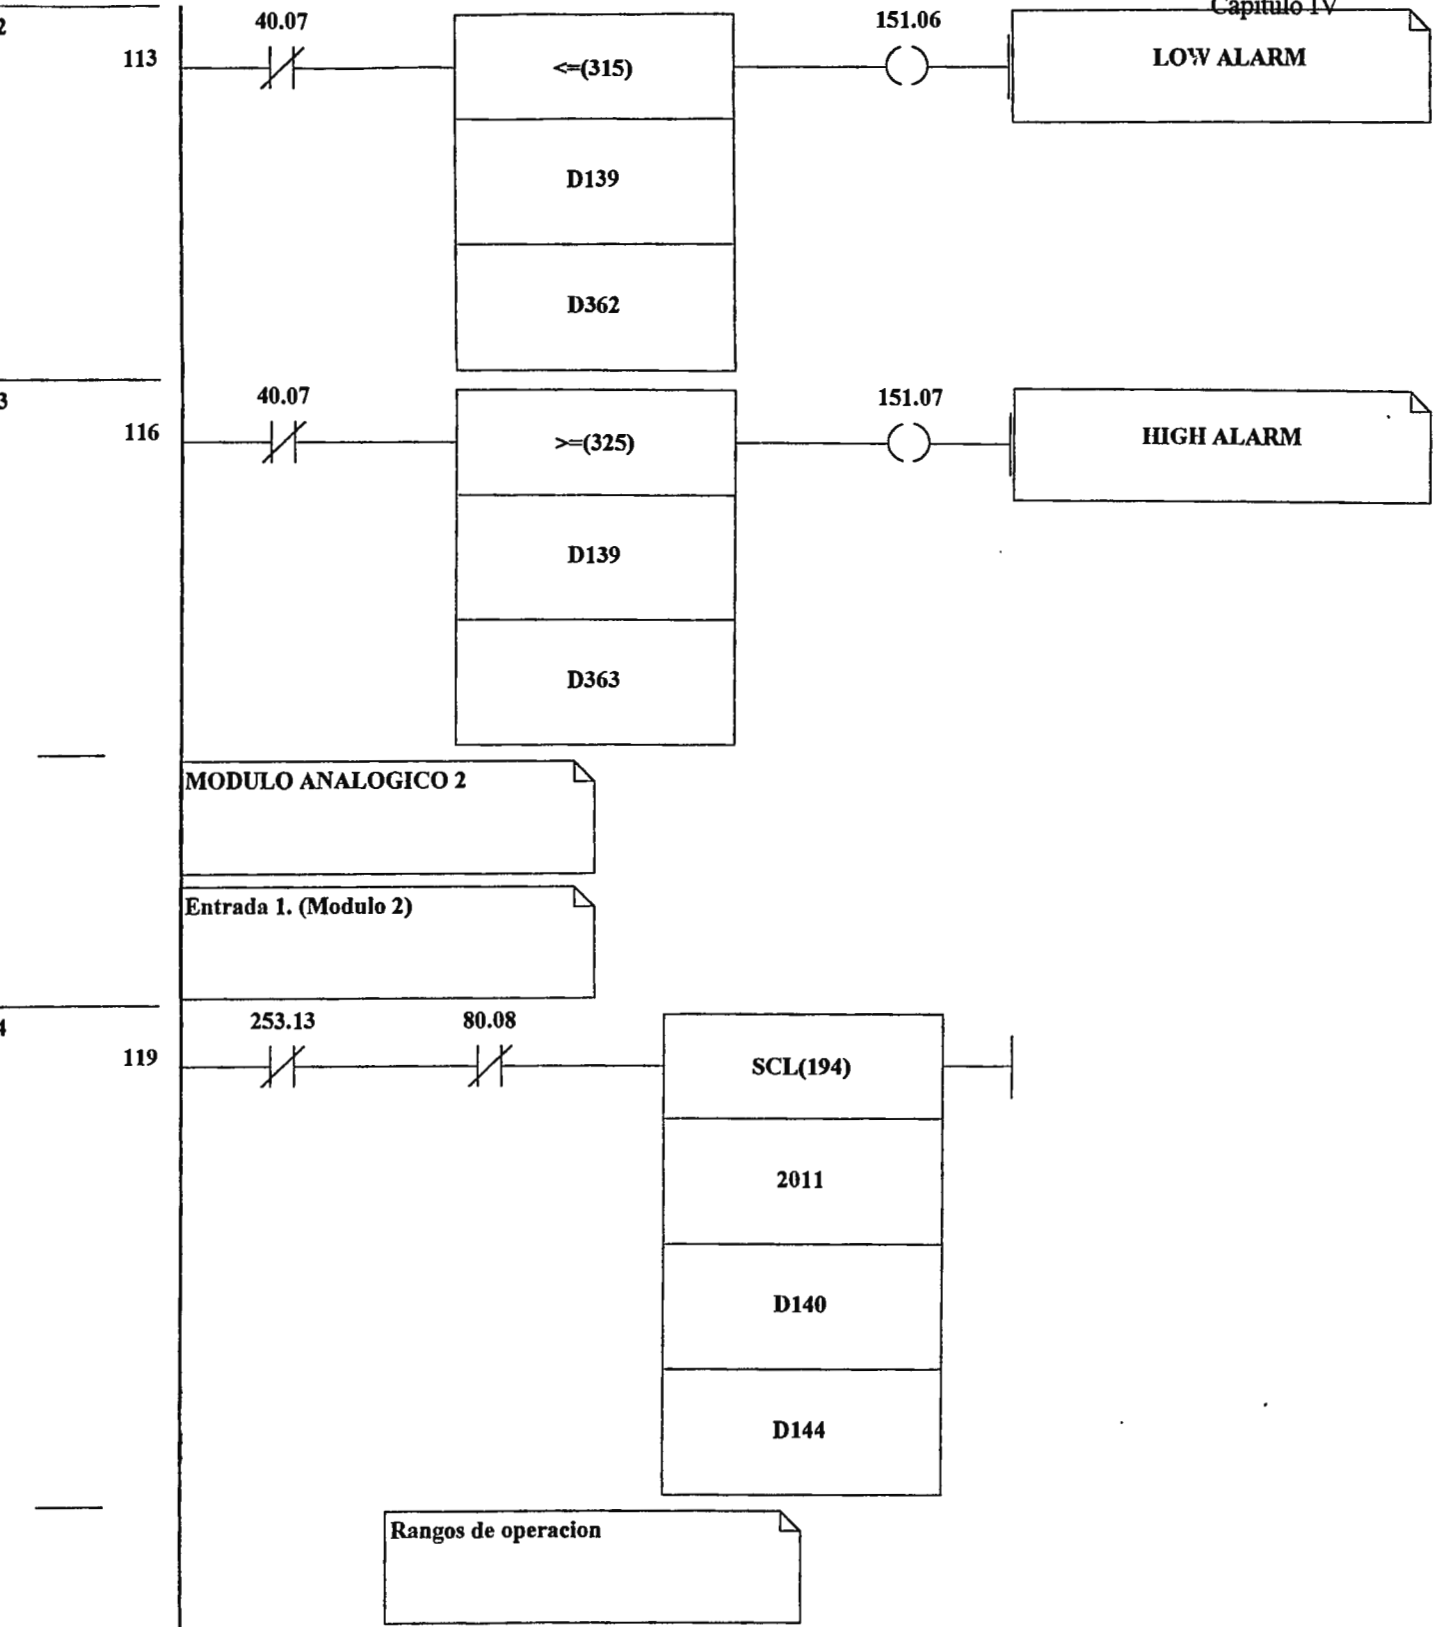 Capitulo IV
2
40.07
151.06
113
<=(315)
LOW ALARM
D139
D362
3
40.07
151.07
116
>=(325)
HIGH ALARM
D139
D363
MODULO ANALOGICO 2
Entrada 1. (Modulo 2)
4
253.13
80.08
119
SCL(194)
2011
D140
D144
Rangos de operacion